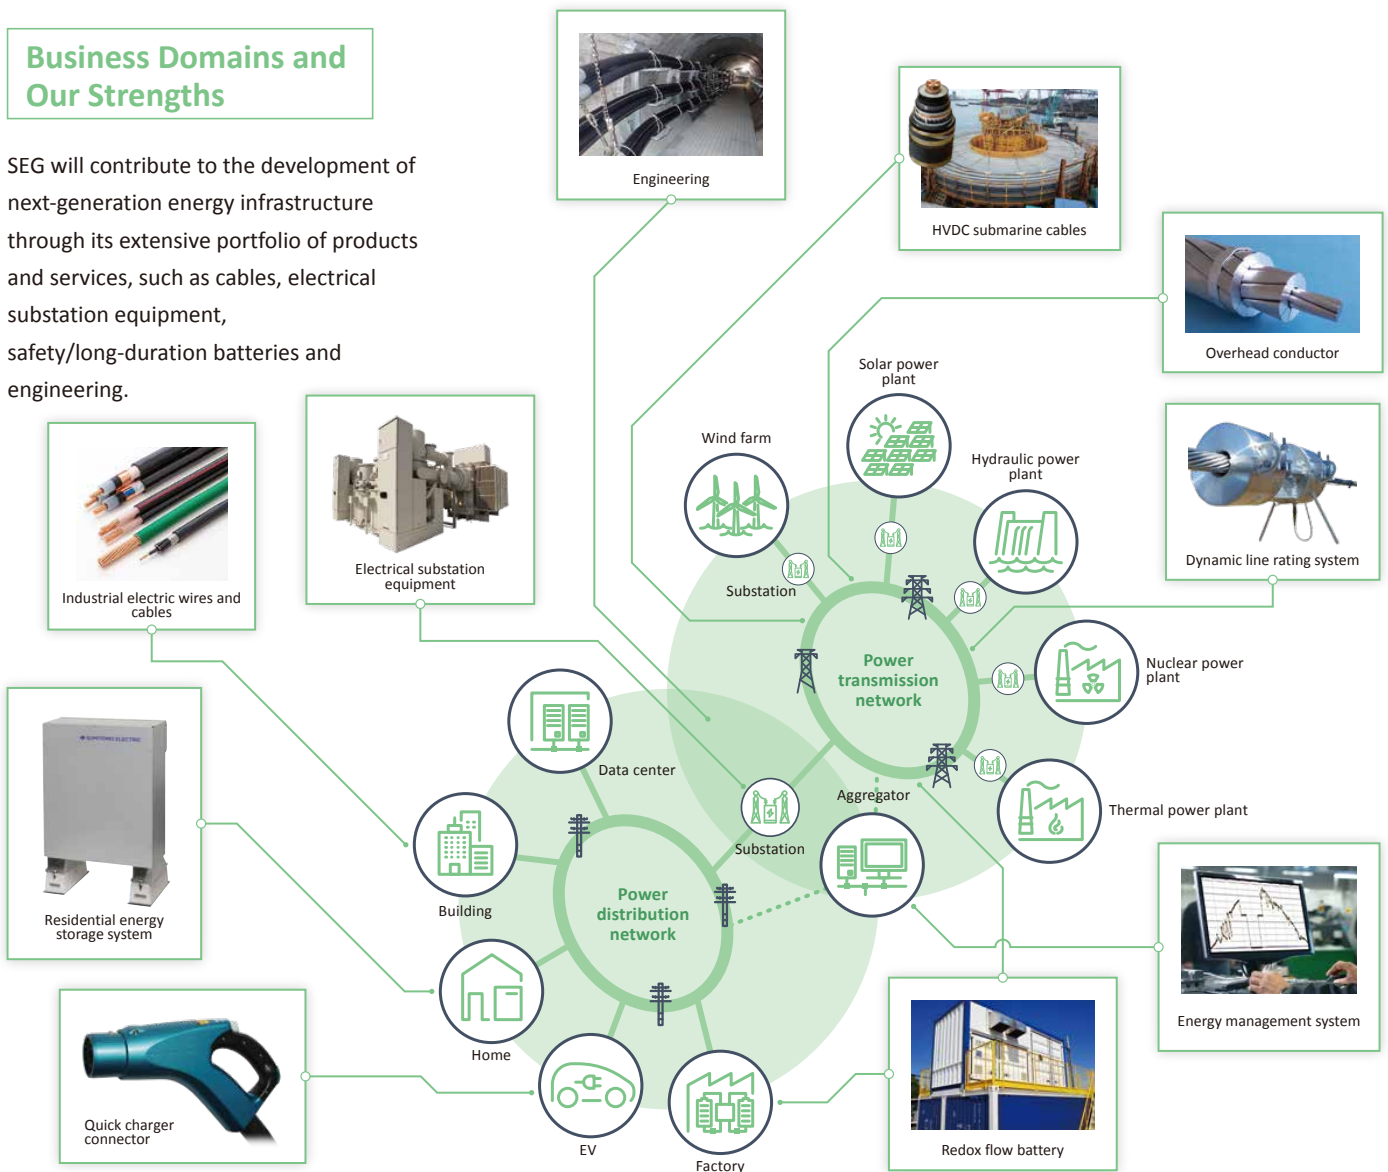 Business Domains and
Our Strengths
SEG will contribute to the development of
next-generation energy infrastructure
through its extensive portfolio of products
and services, such as cables, electrical
substation equipment,
safety/long-duration batteries and
engineering.
Engineering
HVDC submarine cables
Overhead conductor
Dynamic line rating system
Industrial electric wires and
cables
Electrical substation
equipment
SUMITOMO ELECTRIC
Residential energy
storage system
Quick charger
connector
Solar power
plant
Wind farm
Hydraulic power
plant
Substation
Power
transmission
network
Nuclear power
plant
Thermal power plant
Data center
Aggregator
Substation
Building
Power
distribution
network
Home
EV
Factory
Energy management system
Redox flow battery